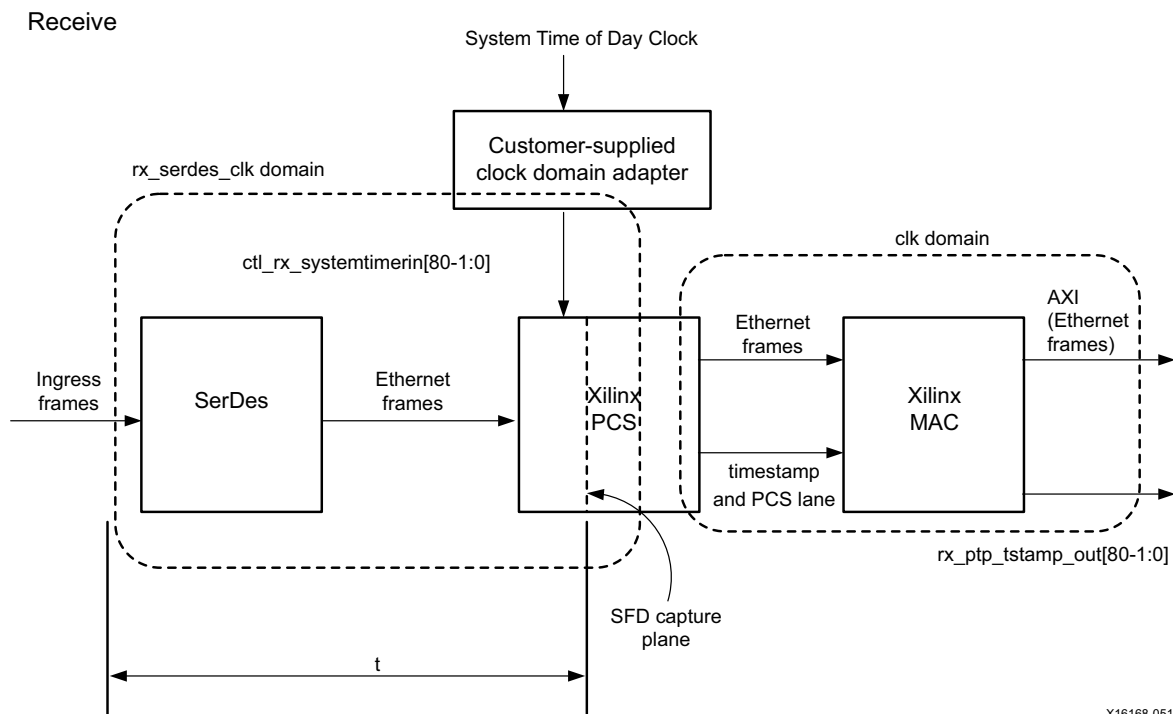 Receive
System Time of Day Clock
Customer-supplied
clock domain adapter
rx_serdes_clk domain
ctl_rx_systemtimerin[80-1:0]
clk domain
Ingress
frames
SerDes
Ethernet
frames
Xilinx
PCS
Ethernet
frames
timestamp
and PCS lane
Xilinx
MAC
AXI
(Ethernet
frames)
rx_ptp_tstamp_out[80-1:0]
SFD capture
plane
t
X16168-051